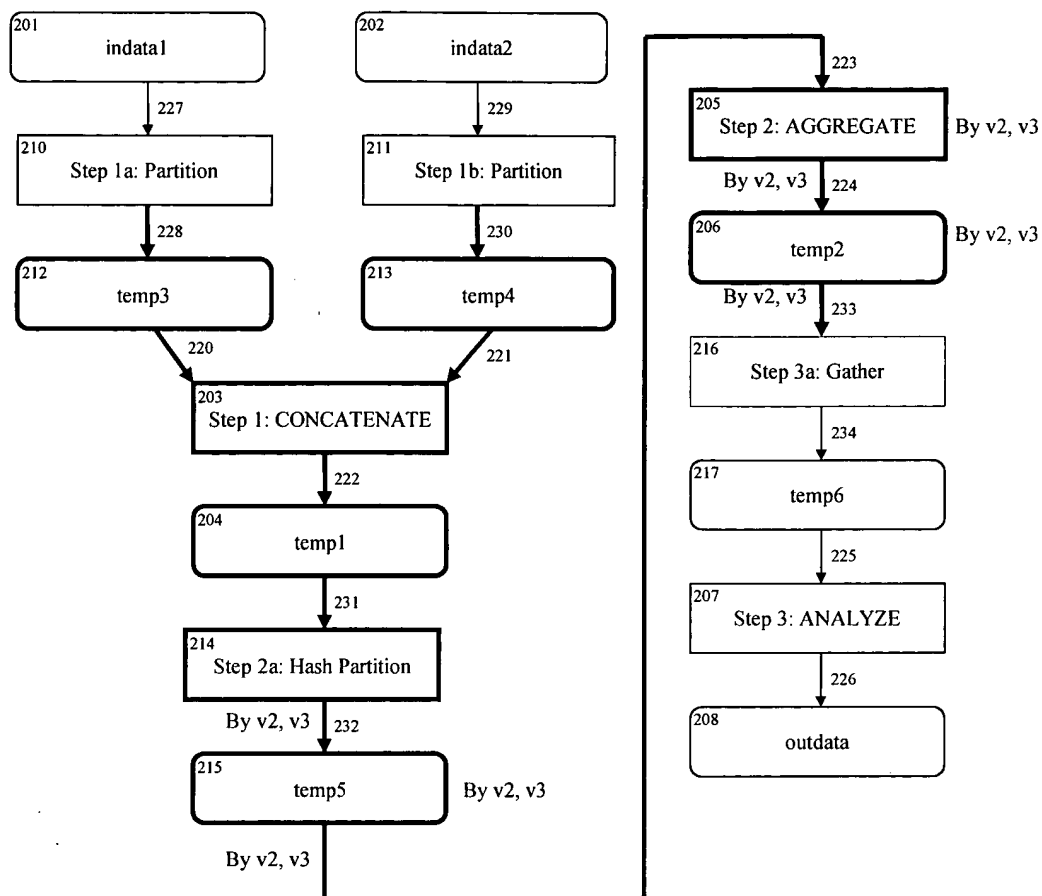 201
indata1
202
indata2
227
229
210
Step 1a: Partition
211
Step 1b: Partition
228
230
212
temp3
213
temp4
220
221
203
Step 1: CONCATENATE
222
204
temp1
231
214
Step 2a: Hash Partition
By v2, v3
232
215
temp5
By v2, v3
By v2, v3
223
205
Step 2: AGGREGATE
By v2, v3
By v2, v3
224
206
temp2
By v2, v3
By v2, v3
233
216
Step 3a: Gather
234
217
temp6
225
207
Step 3: ANALYZE
226
208
outdata